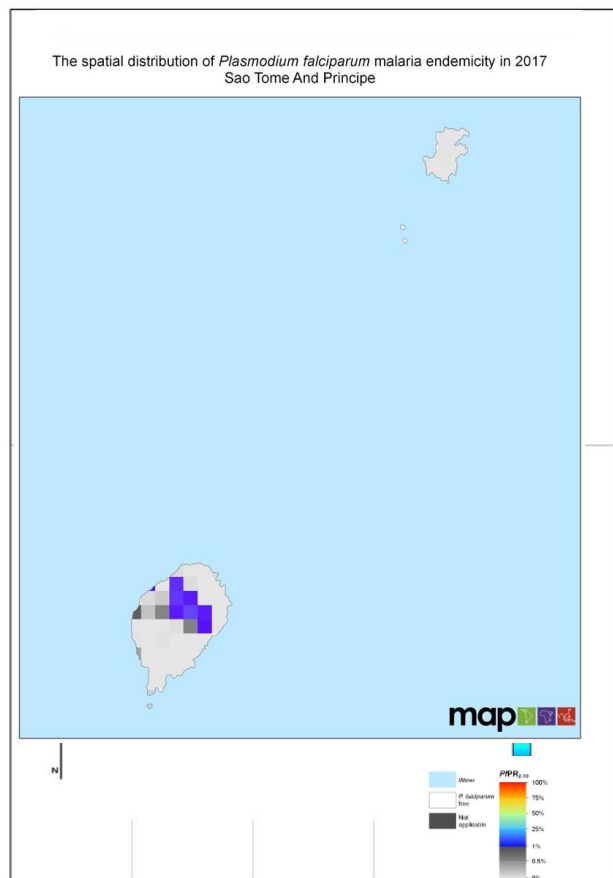 The spatial distribution of Plasmodium falciparum malaria endemicity in 2017
Sao Tome And Principe
map
N
Water
P. falciparum
free
Not
applicable
PfPR2-10
100%
75%
50%
25%
1%
0.5%
0%